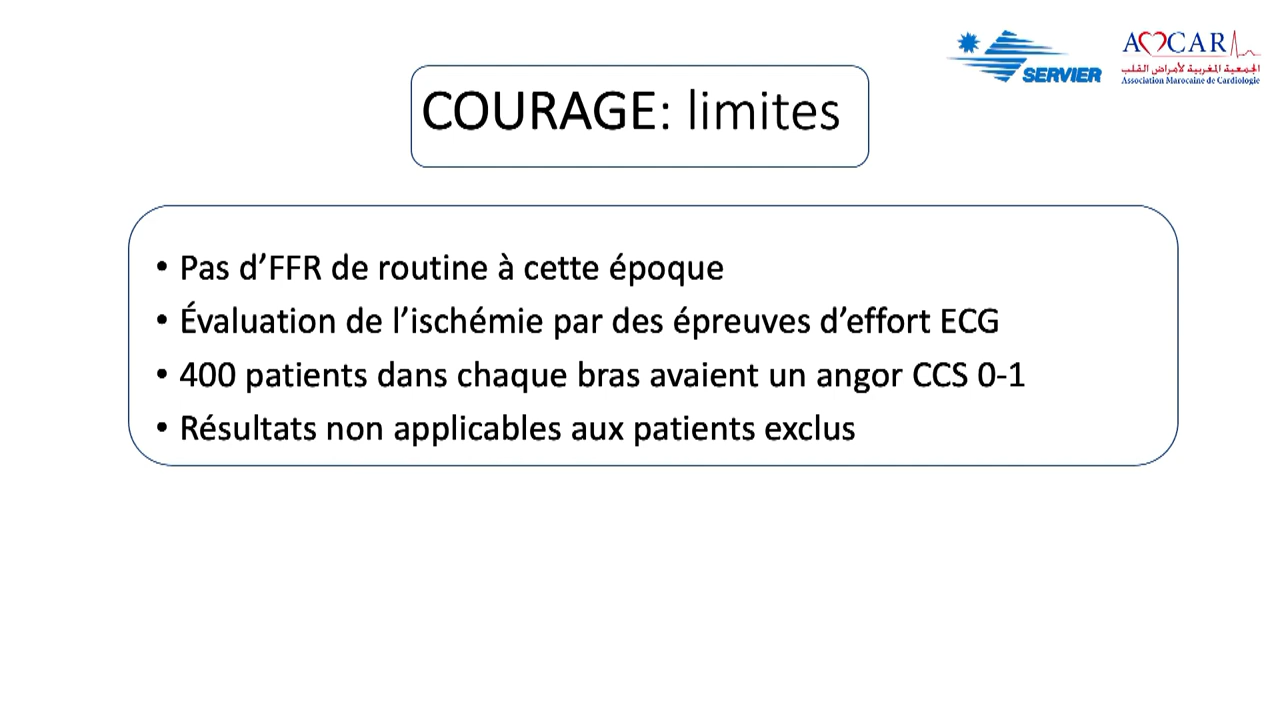 SERVIER
AMCAR
الجمعية المغربية لأمراض القلب
Association Marocaine de Cardiologie
COURAGE: limites
• Pas d’FFR de routine à cette époque
• Évaluation de l’ischémie par des épreuves d’effort ECG
• 400 patients dans chaque bras avaient un angor CCS 0-1
• Résultats non applicables aux patients exclus